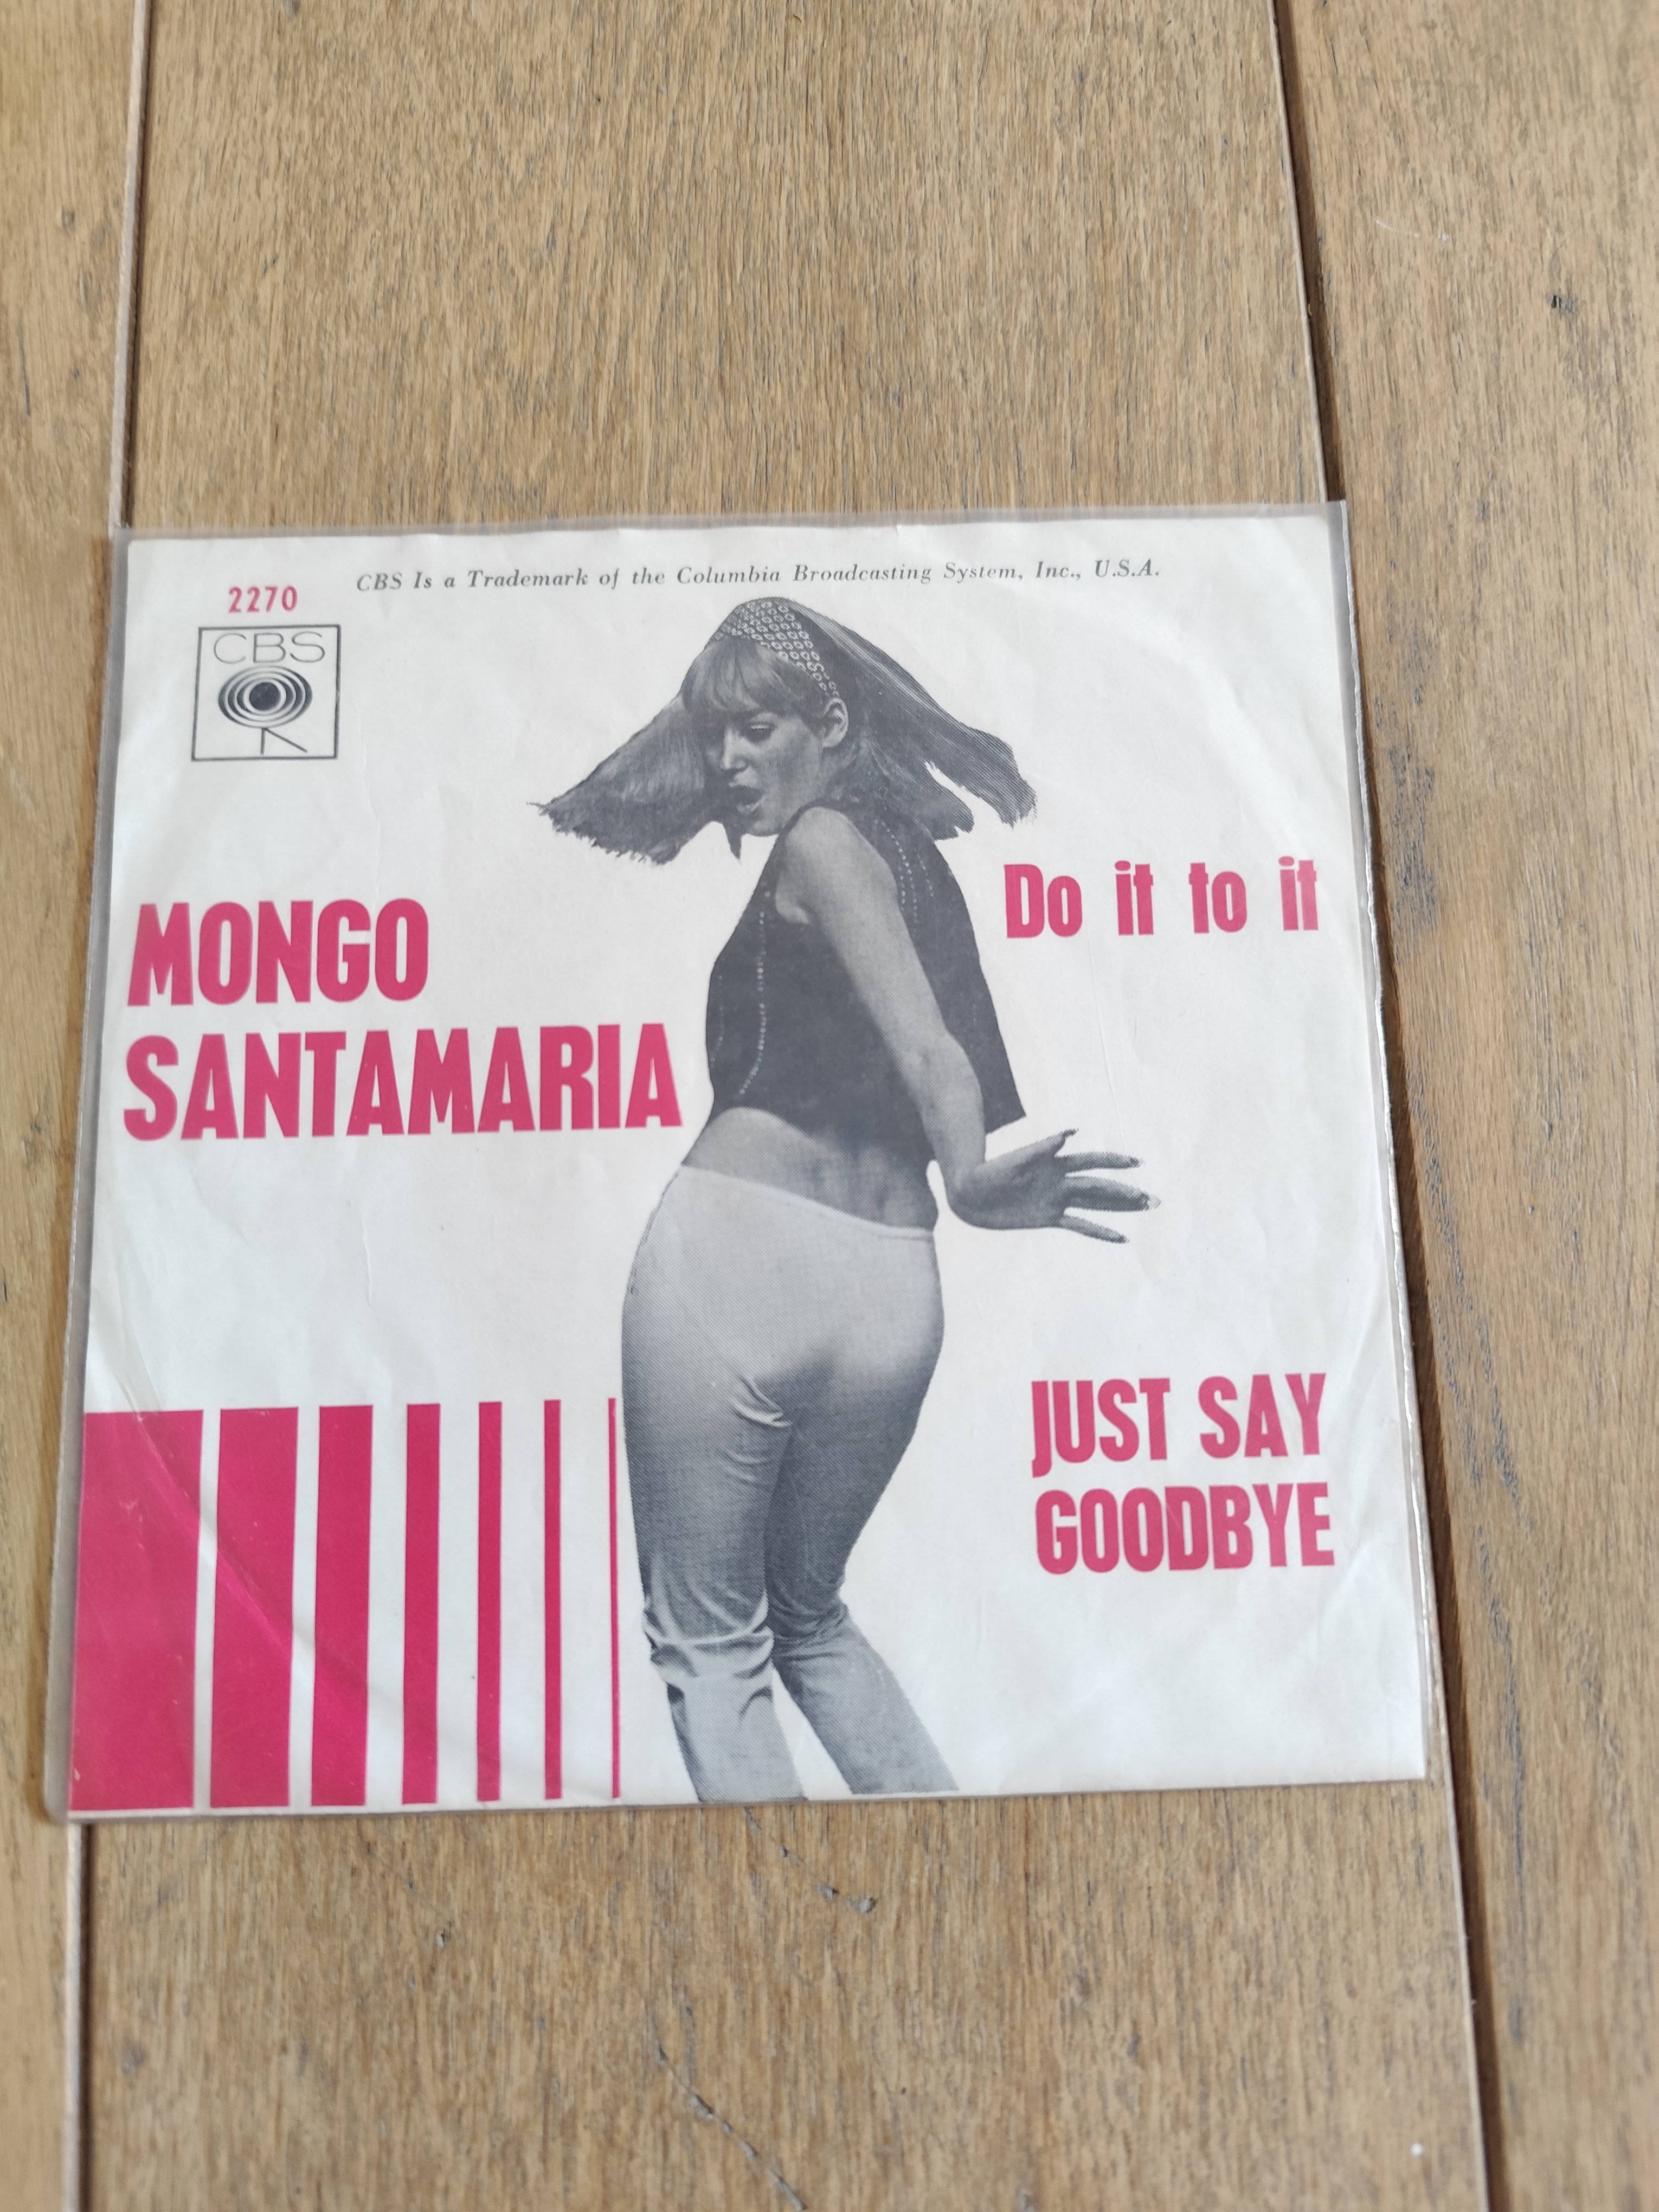 2270
CBS Is a Trademark of the Columbia Broadcasting System, Inc., U.S.A.
CBS
MONGO
SANTAMARIA
Do it to it
JUST SAY
GOODBYE